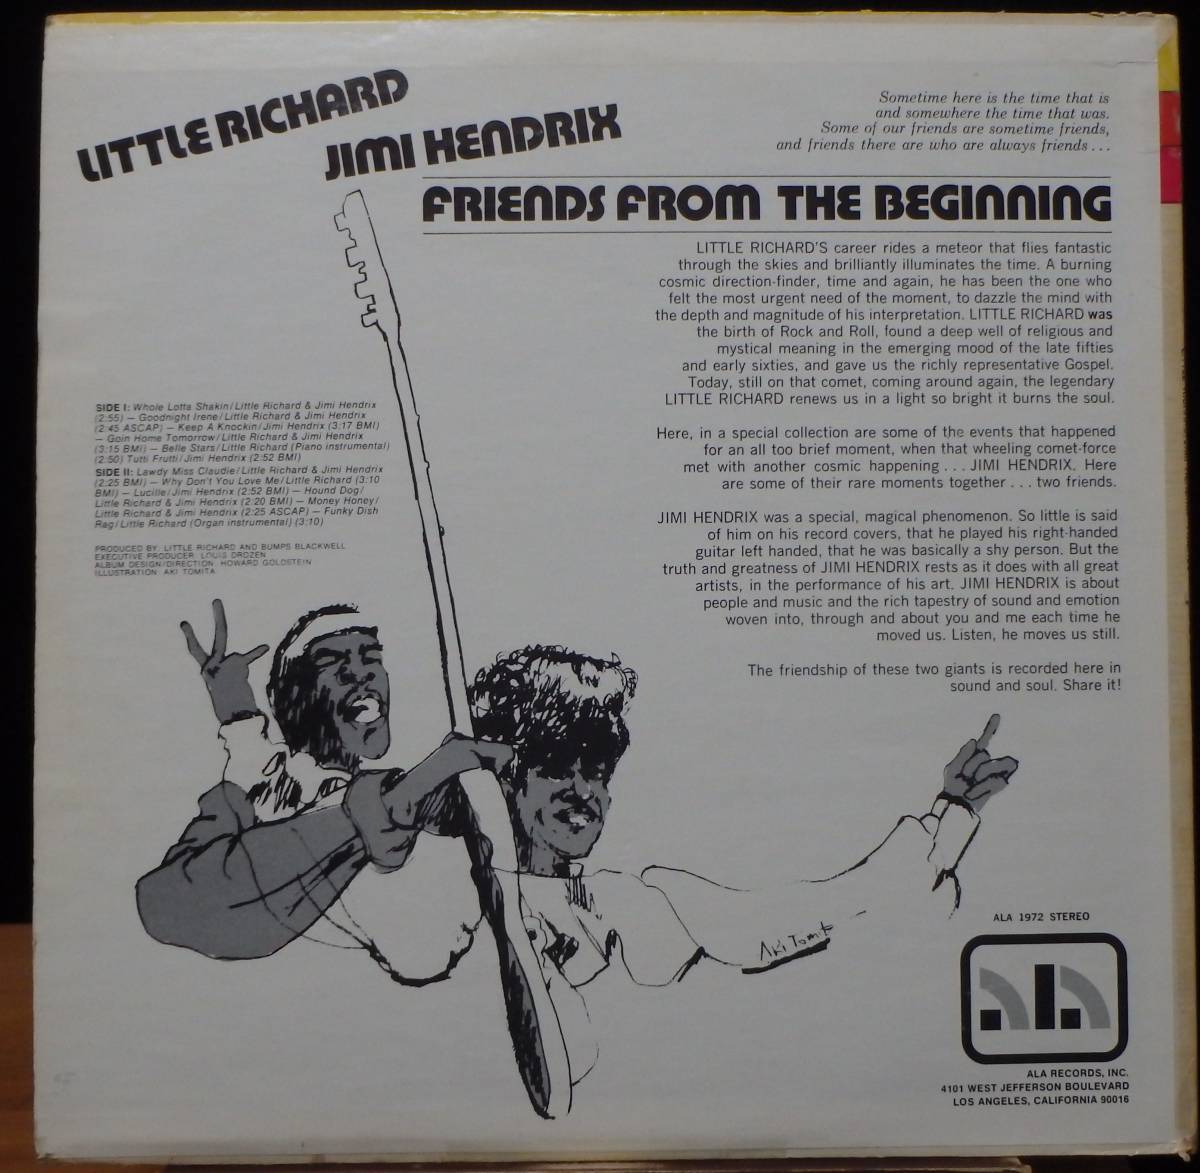 LITTLE RICHARD
JIMI HENDRIX
Sometime here is the time that is
and somewhere the time that was.
Some of our friends are sometime friends,
and friends there are who are always friends . . .
FRIENDS FROM THE BEGINNING
LITTLE RICHARD'S career rides a meteor that flies fantastic
through the skies and brilliantly illuminates the time. A burning
cosmic direction-finder, time and again, he has been the one who
felt the most urgent need of the moment, to dazzle the mind with
the depth and magnitude of his interpretation. LITTLE RICHARD was
the birth of Rock and Roll, found a deep well of religious and
mystical meaning in the emerging mood of the late fifties
and early sixties, and gave us the richly representative Gospel.
Today, still on that comet, coming around again, the legendary
LITTLE RICHARD renews us in a light so bright it burns the soul.
Here, in a special collection are some of the events that happened
for an all too brief moment, when that wheeling comet-force
met with another cosmic happening . . . JIMI HENDRIX. Here
are some of their rare moments together . . . two friends.
JIMI HENDRIX was a special, magical phenomenon. So little is said
of him on his record covers, that he played his right-handed
guitar left handed, that he was basically a shy person. But the
truth and greatness of JIMI HENDRIX rests as it does with all great
artists, in the performance of his art. JIMI HENDRIX is about
people and music and the rich tapestry of sound and emotion
woven into, through and about you and me each time he
moved us. Listen, he moves us still.
The friendship of these two giants is recorded here in
sound and soul. Share it!
SIDE I: Whole Lotta Shakin/Little Richard & Jimi Hendrix
(2:55) — Goodnight Irene/Little Richard & Jimi Hendrix
(2:45 ASCAP) — Keep A Knockin/Jimi Hendrix (3:17 BMI)
— Goin Home Tomorrow/Little Richard & Jimi Hendrix
(3:15 BMI) — Belle Stars/Little Richard (Piano instrumental)
(2:50) Tutti Frutti/Jimi Hendrix (2:52 BMI)
SIDE II: Lawdy Miss Claudie/Little Richard & Jimi Hendrix
(2:25 BMI) — Why Don't You Love Me/Little Richard (3:10
BMI) — Lucille/Jimi Hendrix (2:52 BMI) — Hound Dog/
Little Richard & Jimi Hendrix (2:20 BMI) — Money Honey/
Little Richard & Jimi Hendrix (2:25 ASCAP) — Funky Dish
Rag/Little Richard (Organ instrumental) (3:10)
PRODUCED BY: LITTLE RICHARD AND BUMPS BLACKWELL
EXECUTIVE PRODUCER: LOUIS DROZEN
ALBUM DESIGN/DIRECTION: HOWARD GOLDSTEIN
ILLUSTRATION: AKI TOMITA
Aki Tomita
ALA 1972 STEREO
ala
ALA RECORDS, INC.
4101 WEST JEFFERSON BOULEVARD
LOS ANGELES, CALIFORNIA 90016